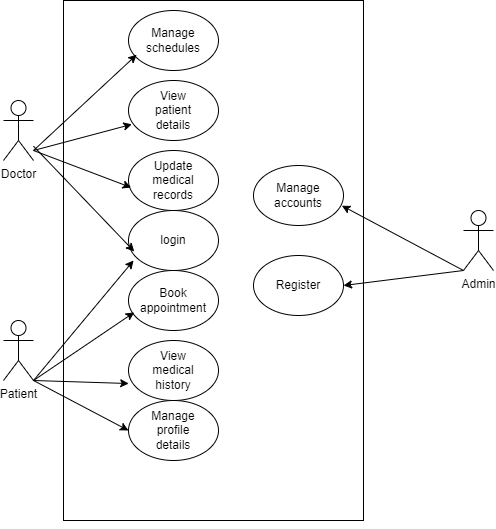 Manage
schedules
View
patient
details
Doctor
Update
medical
records
Manage
accounts
login
Register
Admin
Book
appointment
View
medical
history
Patient
Manage
profile
details